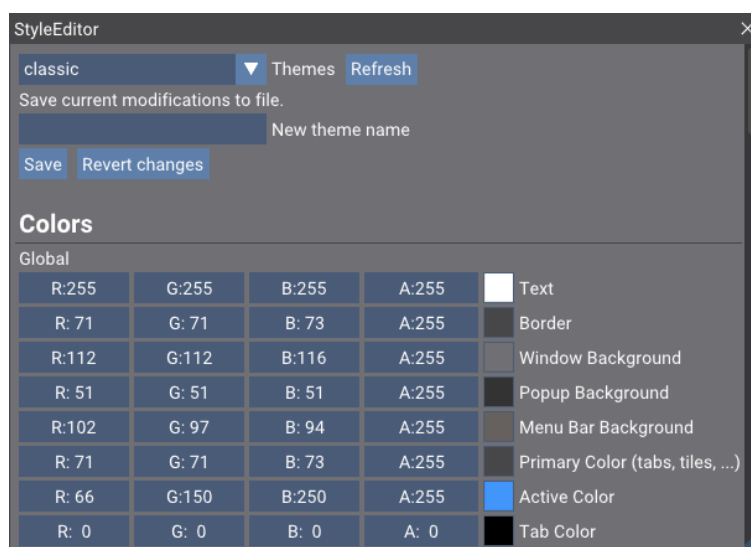 StyleEditor
classic Themes Refresh
Save current modifications to file.
New theme name
Save Revert changes
Colors
Global
R:255 G:255 B:255 A:255 Text
R: 71 G: 71 B: 73 A:255 Border
R:112 G:112 B:116 A:255 Window Background
R: 51 G: 51 B: 51 A:255 Popup Background
R:102 G: 97 B: 94 A:255 Menu Bar Background
R: 71 G: 71 B: 73 A:255 Primary Color (tabs, tiles, ...)
R: 66 G:150 B:250 A:255 Active Color
R: 0 G: 0 B: 0 A: 0 Tab Color